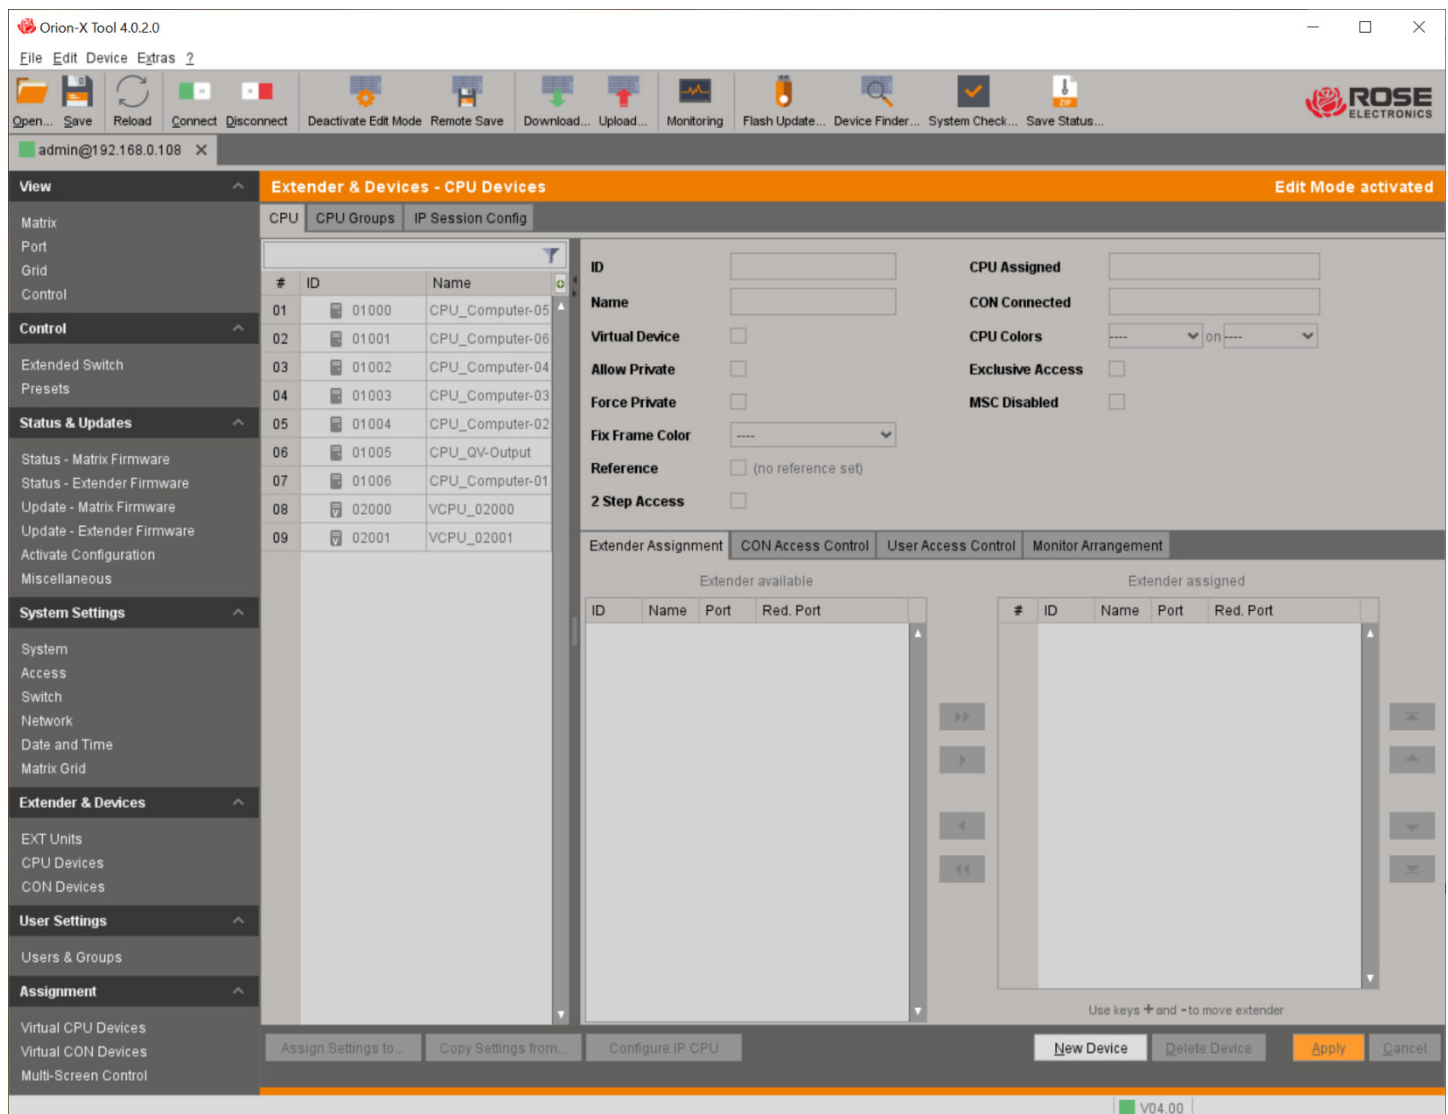 Orion-X Tool 4.0.2.0
File Edit Device Extras ?
Open... Save Reload Connect Disconnect Deactivate Edit Mode Remote Save Download... Upload... Monitoring Flash Update... Device Finder... System Check... Save Status...
ZIP
ROSE
ELECTRONICS
admin@192.168.0.108
View
Matrix
Port
Grid
Control
Control
Extended Switch
Presets
Status & Updates
Status - Matrix Firmware
Status - Extender Firmware
Update - Matrix Firmware
Update - Extender Firmware
Activate Configuration
Miscellaneous
System Settings
System
Access
Switch
Network
Date and Time
Matrix Grid
Extender & Devices
EXT Units
CPU Devices
CON Devices
User Settings
Users & Groups
Assignment
Virtual CPU Devices
Virtual CON Devices
Multi-Screen Control
Extender & Devices - CPU Devices Edit Mode activated
CPU CPU Groups IP Session Config
# ID Name
01 01000 CPU_Computer-05
02 01001 CPU_Computer-06
03 01002 CPU_Computer-04
04 01003 CPU_Computer-03
05 01004 CPU_Computer-02
06 01005 CPU_QV-Output
07 01006 CPU_Computer-01
08 02000 VCPU_02000
09 02001 VCPU_02001
ID CPU Assigned
Name CON Connected
Virtual Device CPU Colors ---- on ----
Allow Private Exclusive Access
Force Private MSC Disabled
Fix Frame Color ----
Reference (no reference set)
2 Step Access
Extender Assignment CON Access Control User Access Control Monitor Arrangement
Extender available Extender assigned
ID Name Port Red. Port # ID Name Port Red. Port
Use keys + and - to move extender
Assign Settings to... Copy Settings from... Configure IP CPU New Device Delete Device Apply Cancel
V04.00